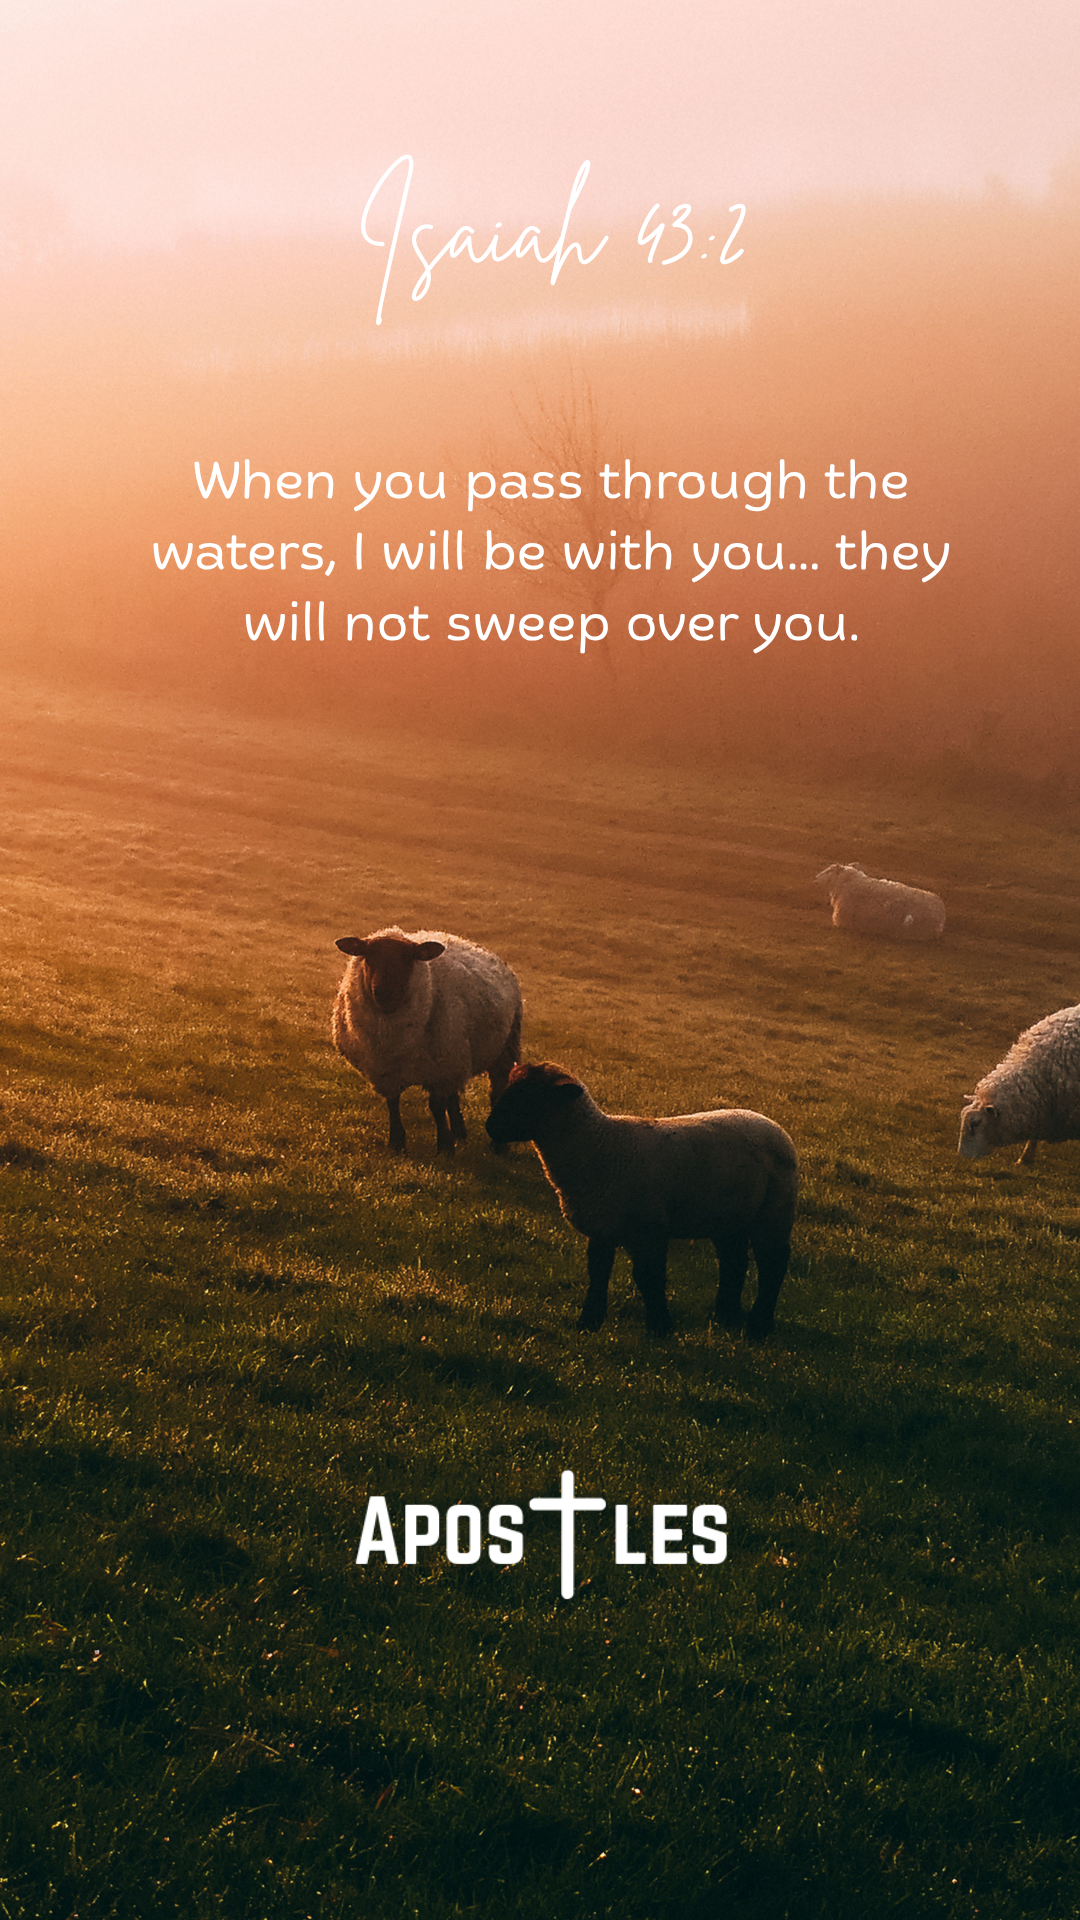 Isaiah 43:2
When you pass through the
waters, I will be with you... they
will not sweep over you.
APOSTLES